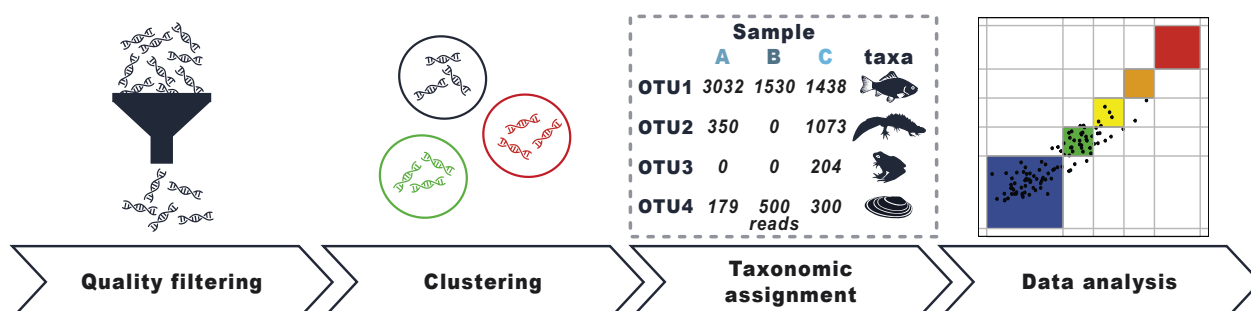 Sample
A B C taxa
OTU1 3032 1530 1438
OTU2 350 0 1073
OTU3 0 0 204
OTU4 179 500 300
reads
Quality filtering
Clustering
Taxonomic
assignment
Data analysis